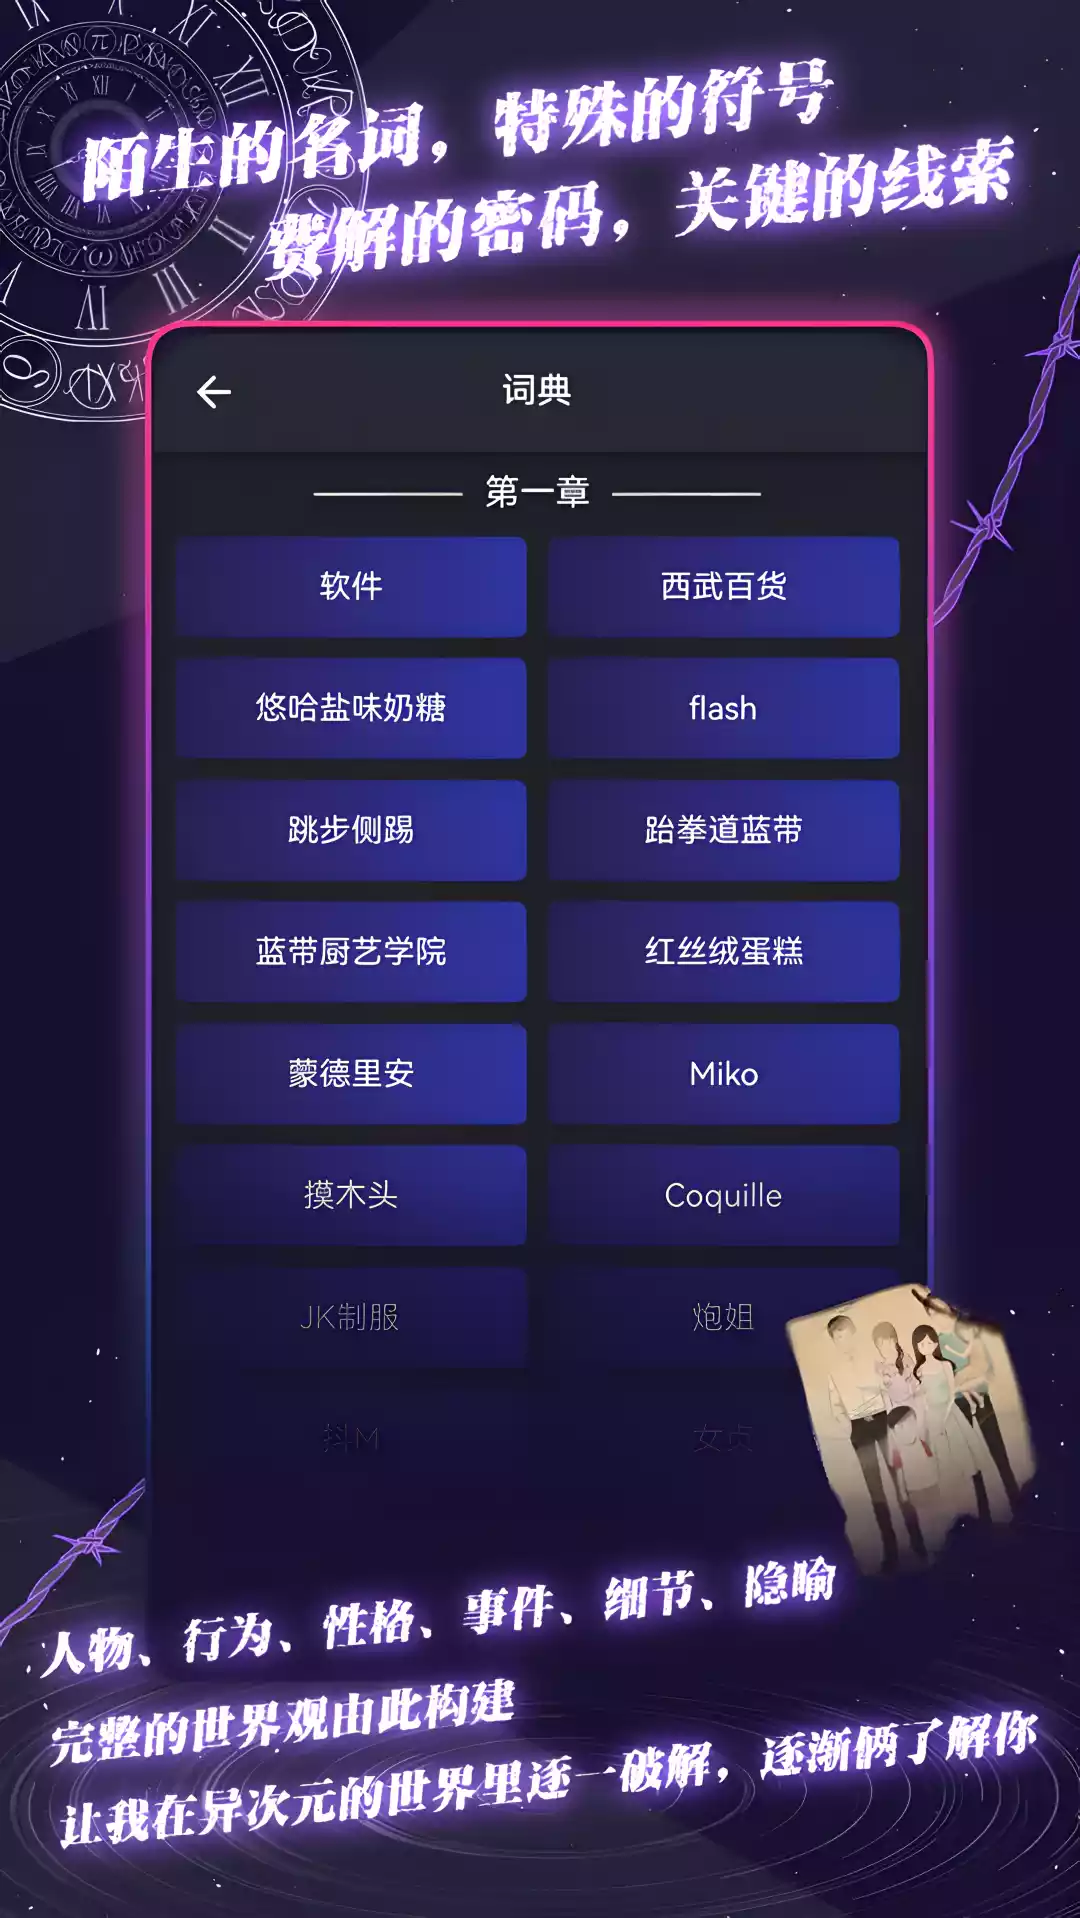 陌生的名词，特殊的符号
费解的密码，关键的线索
词典
第一章
软件
西武百货
悠哈盐味奶糖
flash
跳步侧踢
跆拳道蓝带
蓝带厨艺学院
红丝绒蛋糕
蒙德里安
Miko
摸木头
Coquille
JK制服
炮姐
抖M
女贞
人物、行为、性格、事件、细节、隐喻
完整的世界观由此构建
让我在异次元的世界里逐一破解，逐渐俩了解你